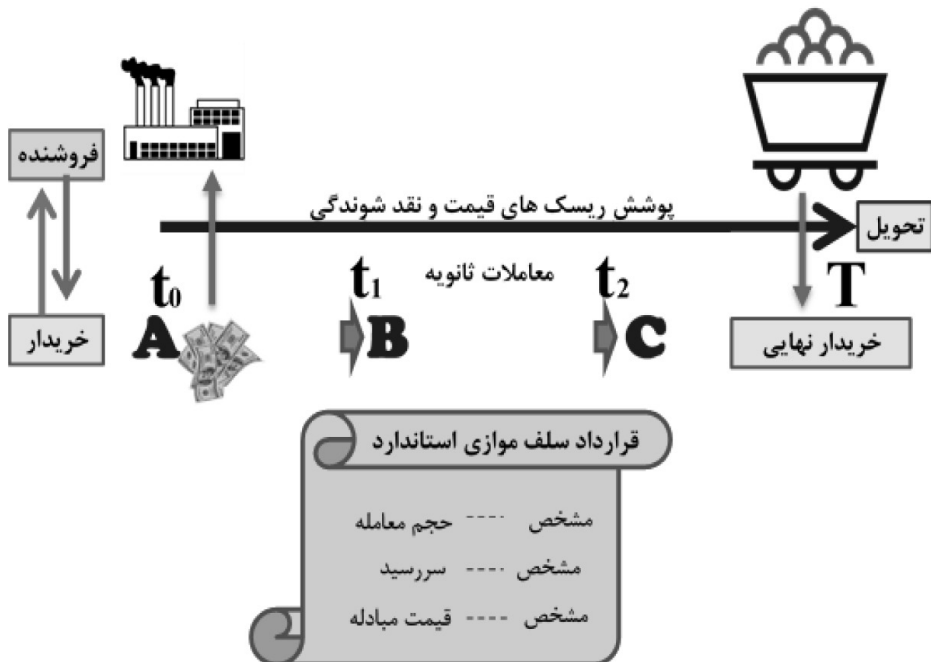 فروشنده
خریدار
پوشش ریسک های قیمت و نقد شوندگی
تحویل
معاملات ثانویه
t0
t1
t2
T
A
B
C
خریدار نهایی
قرارداد سلف موازی استاندارد
مشخص ---- حجم معامله
مشخص ---- سررسید
مشخص ---- قیمت مبادله